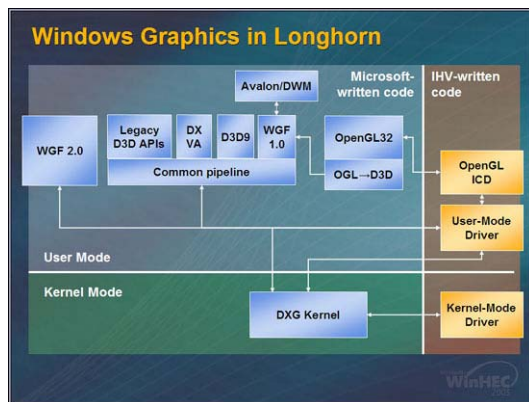 Windows Graphics in Longhorn
Microsoft-
written code
IHV-written
code
Avalon/DWM
WGF 2.0
Legacy
D3D APIs
DX
VA
D3D9
WGF
1.0
OpenGL32
Common pipeline
OGL→D3D
OpenGL
ICD
User-Mode
Driver
User Mode
Kernel Mode
DXG Kernel
Kernel-Mode
Driver
WinHEC